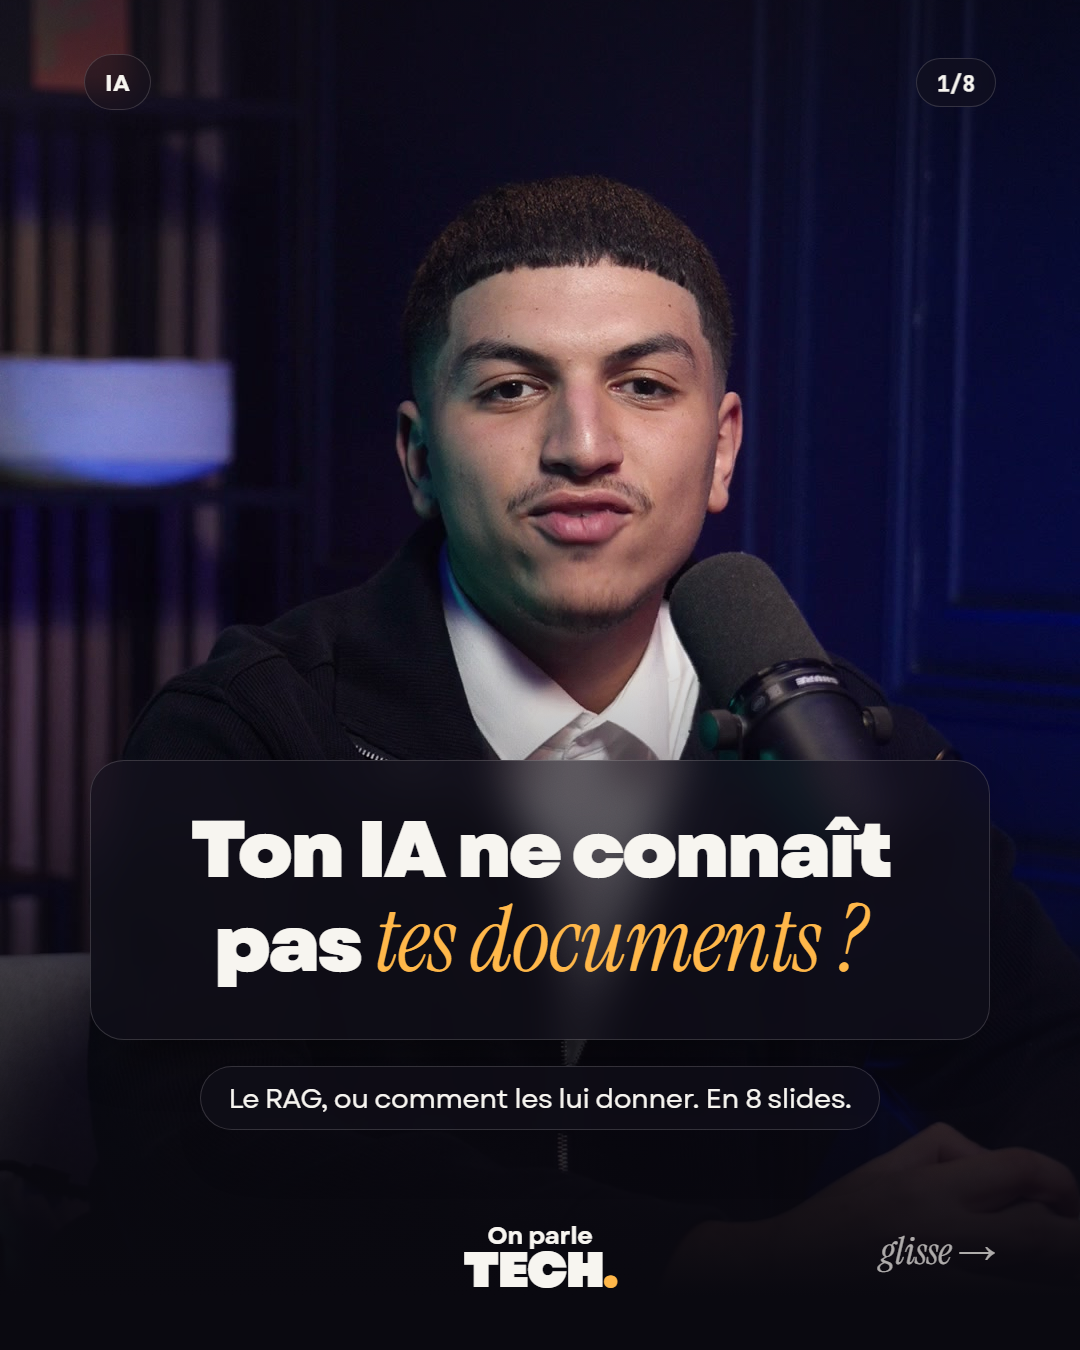 IA
1/8
Ton IA ne connaît
pas tes documents ?
Le RAG, ou comment les lui donner. En 8 slides.
On parle
TECH.
glisse →